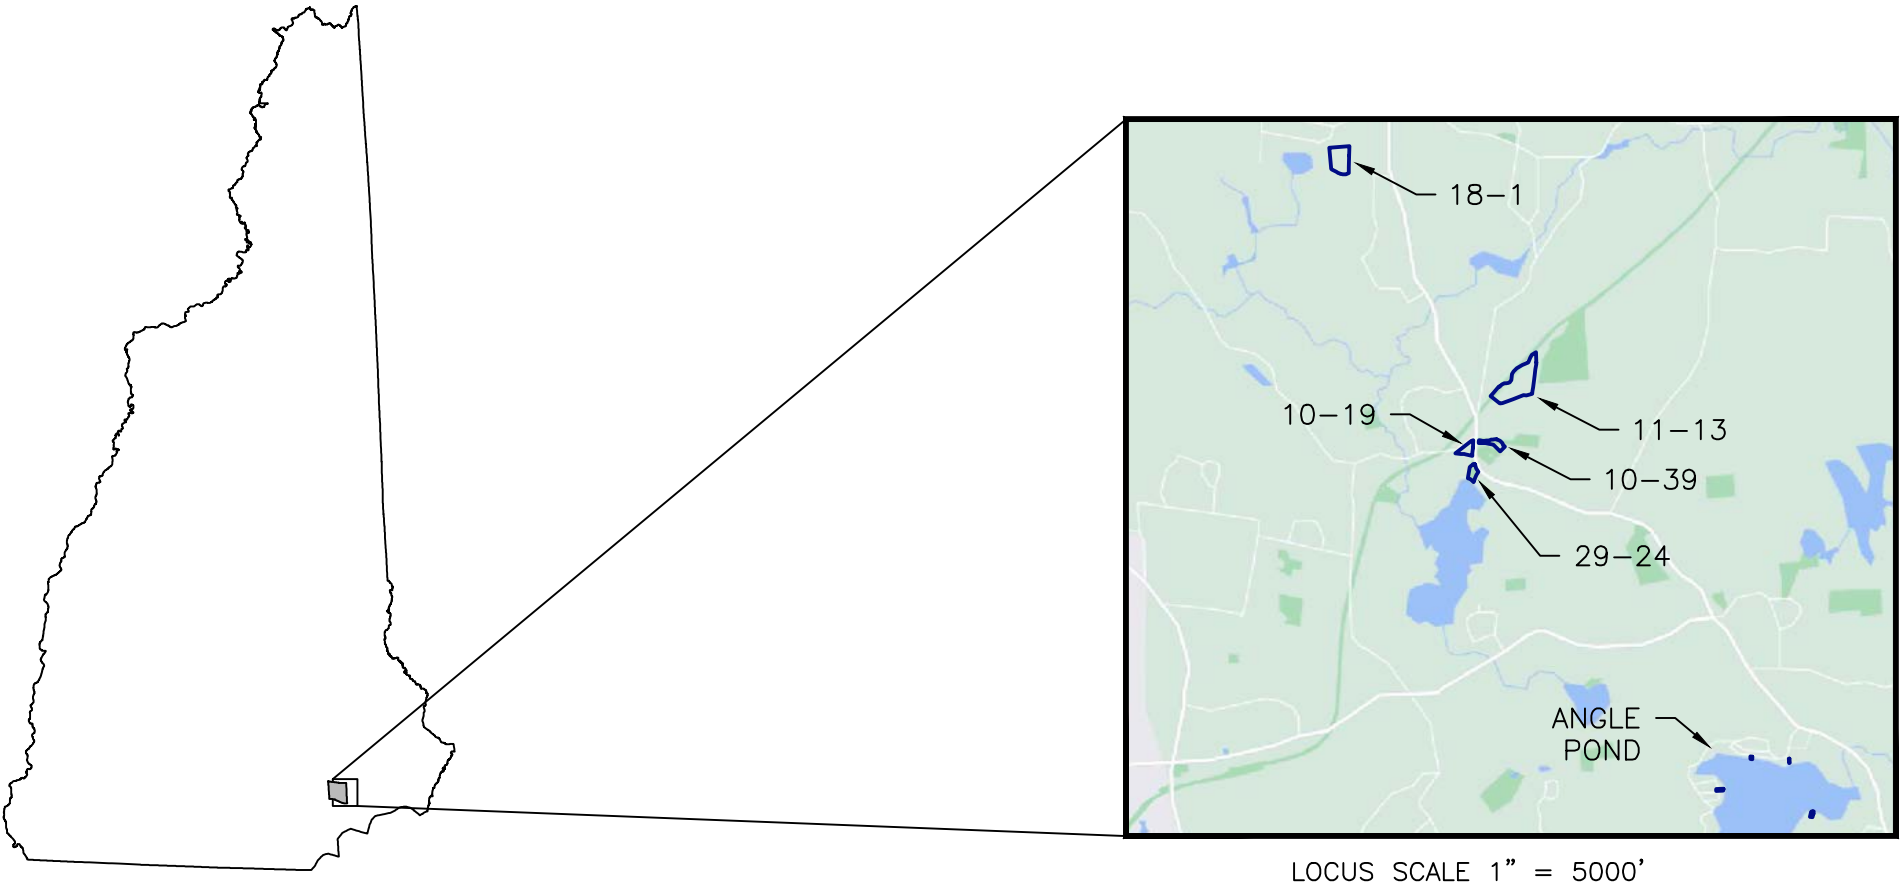 18-1
10-19
11-13
10-39
29-24
ANGLE
POND
LOCUS SCALE 1" = 5000'